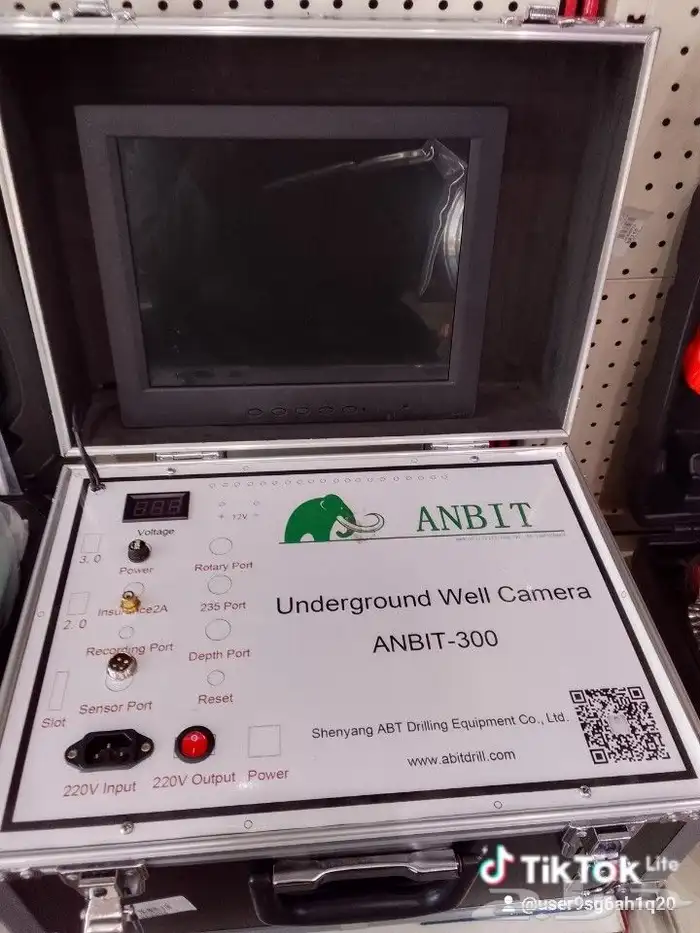 ANBIT
12V
Voltage
3.0
Power
Rotary Port
2.0
Insurance2A
235 Port
Underground Well Camera
Recording Port
Depth Port
ANBIT-300
Slot
Sensor Port
Reset
Shenyang ABT Drilling Equipment Co., Ltd.
www.abitdrill.com
220V Input
220V Output
Power
TikTok Lite
@user9sg6ah1q20